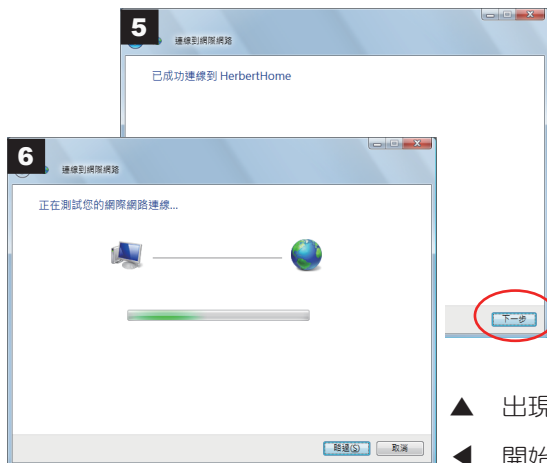 5
連線到網際網路
已成功連線到 HerbertHome
下一步
6
連線到網際網路
正在測試您的網際網路連線...
略過(S) 取消
▲ 出現
◀ 開始